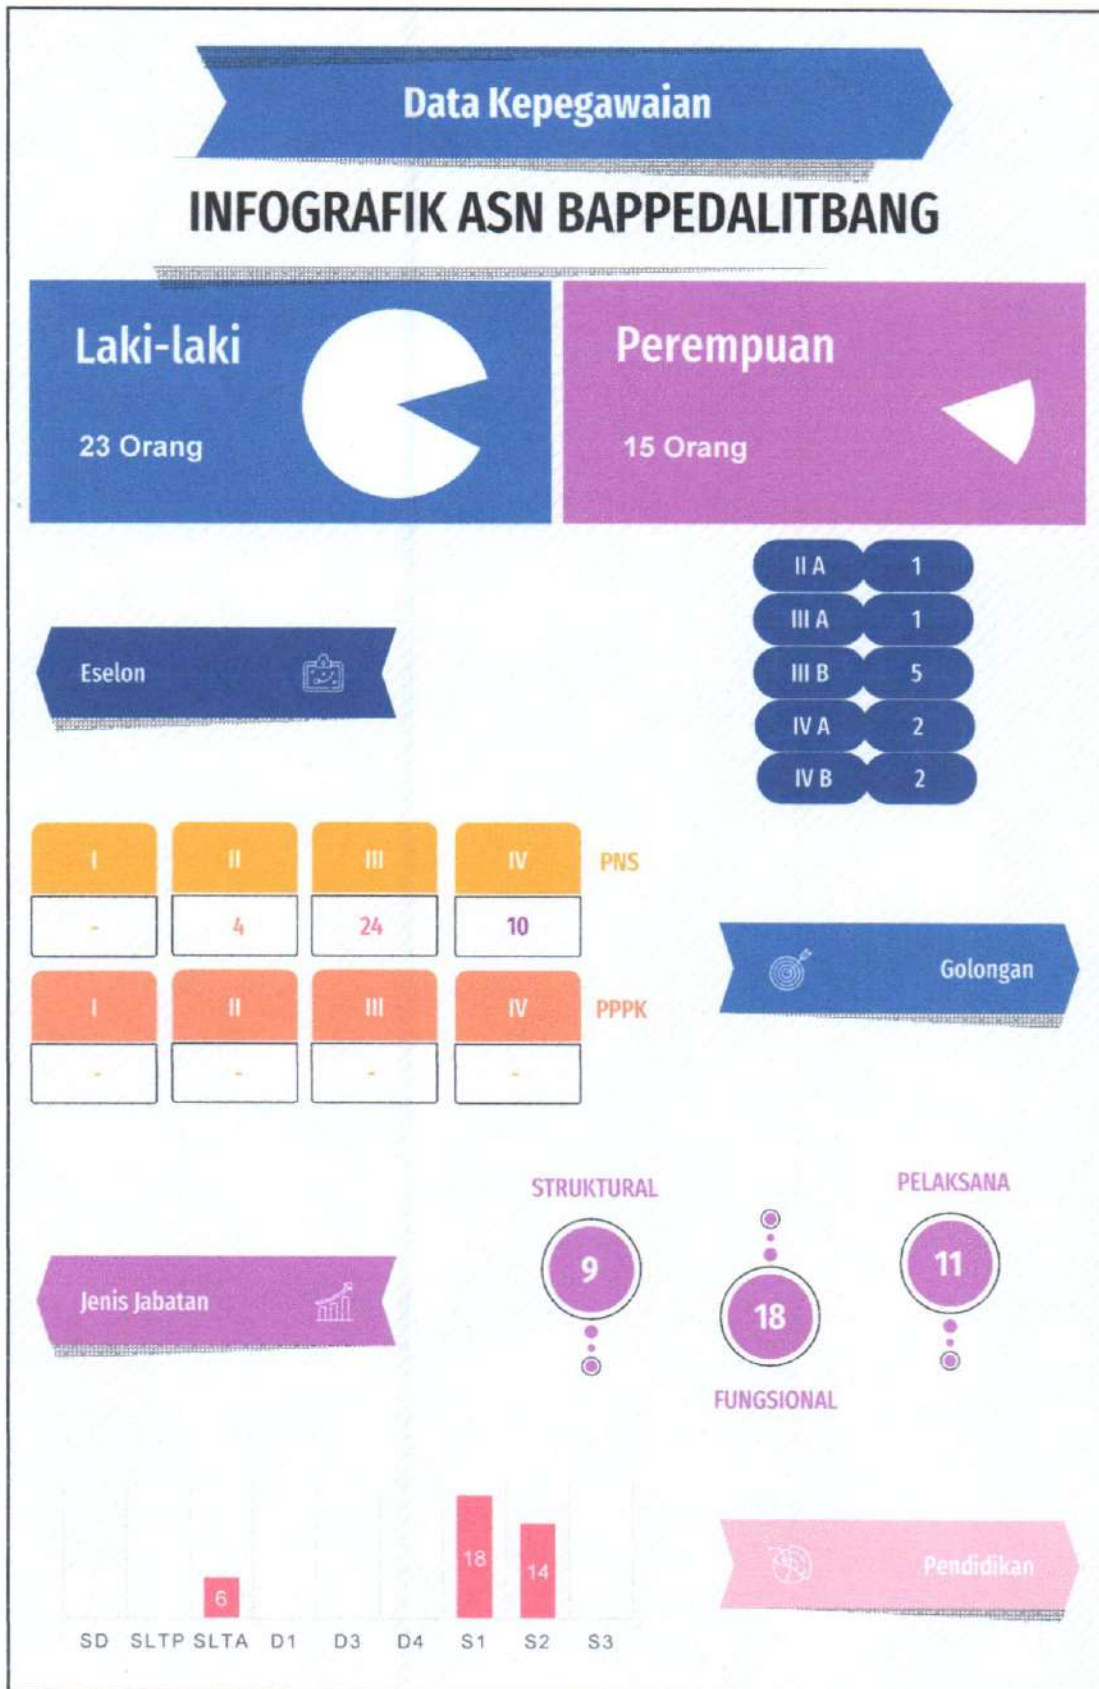 Data Kepegawaian
INFOGRAFIK ASN BAPPEDALITBANG
Laki-laki
23 Orang
Perempuan
15 Orang
Eselon
II A 1
III A 1
III B 5
IV A 2
IV B 2
I II III IV PNS
- 4 24 10
I II III IV PPPK
- - - -
Golongan
Jenis Jabatan
STRUKTURAL
9
18
FUNGSIONAL
PELAKSANA
11
6
18
14
SD SLTP SLTA D1 D3 D4 S1 S2 S3
Pendidikan